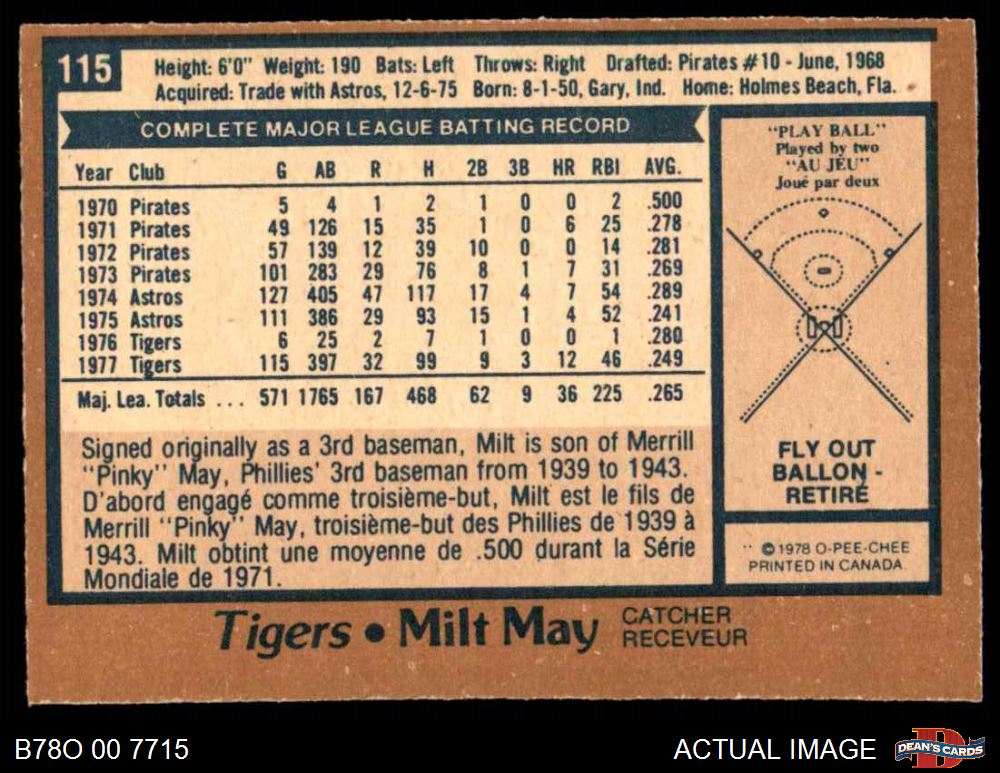 115
Height: 6'0" Weight: 190 Bats: Left Throws: Right Drafted: Pirates #10 - June, 1968
Acquired: Trade with Astros, 12-6-75 Born: 8-1-50, Gary, Ind. Home: Holmes Beach, Fla.
COMPLETE MAJOR LEAGUE BATTING RECORD
Year Club G AB R H 2B 3B HR RBI AVG.
1970 Pirates 5 4 1 2 1 0 0 2 .500
1971 Pirates 49 126 15 35 1 0 6 25 .278
1972 Pirates 57 139 12 39 10 0 0 14 .281
1973 Pirates 101 283 29 76 8 1 7 31 .269
1974 Astros 127 405 47 117 17 4 7 54 .289
1975 Astros 111 386 29 93 15 1 4 52 .241
1976 Tigers 6 25 2 7 1 0 0 1 .280
1977 Tigers 115 397 32 99 9 3 12 46 .249
Maj. Lea. Totals ... 571 1765 167 468 62 9 36 225 .265
Signed originally as a 3rd baseman, Milt is son of Merrill
"Pinky" May, Phillies' 3rd baseman from 1939 to 1943.
D'abord engagé comme troisième-but, Milt est le fils de
Merrill "Pinky" May, troisième-but des Phillies de 1939 à
1943. Milt obtint une moyenne de .500 durant la Série
Mondiale de 1971.
"PLAY BALL"
Played by two
"AU JEU"
Joué par deux
FLY OUT
BALLON -
RETIRÉ
© 1978 O-PEE-CHEE
PRINTED IN CANADA
Tigers • Milt May CATCHER
RECEVEUR
B78O 00 7715
ACTUAL IMAGE
D
DEAN'S CARDS